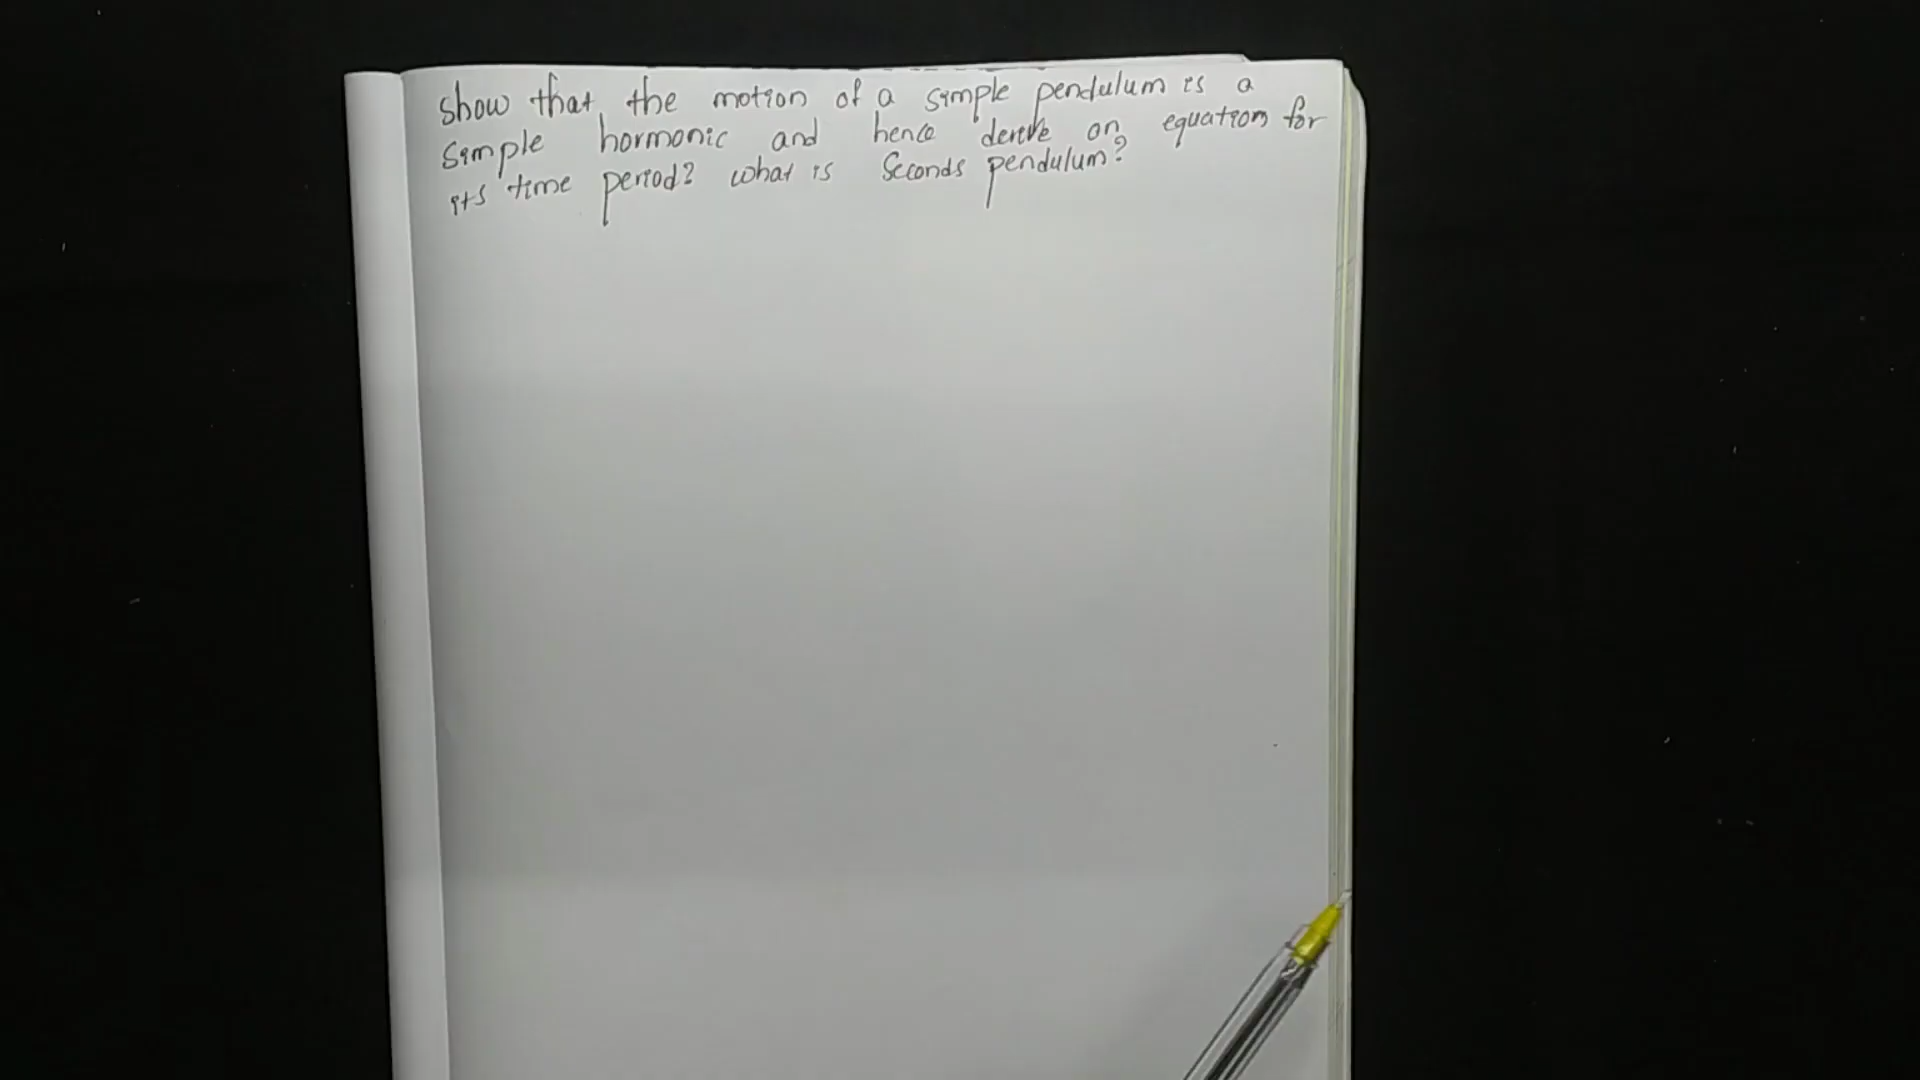 show that the motion of a simple pendulum is a
simple hormonic and hence derive an equation for
its time period? what is Seconds pendulum?